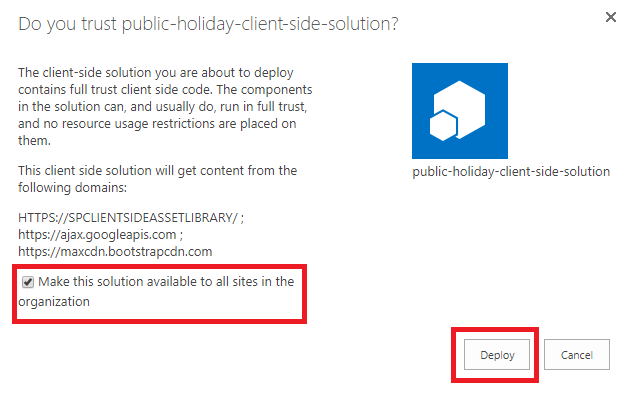 Do you trust public-holiday-client-side-solution?
The client-side solution you are about to deploy
contains full trust client side code. The components
in the solution can, and usually do, run in full trust,
and no resource usage restrictions are placed on
them.
This client side solution will get content from the
following domains:
HTTPS://SPCLIENTSIDEASSETLIBRARY/ ;
https://ajax.googleapis.com ;
https://maxcdn.bootstrapcdn.com
Make this solution available to all sites in the
organization
public-holiday-client-side-solution
Deploy
Cancel